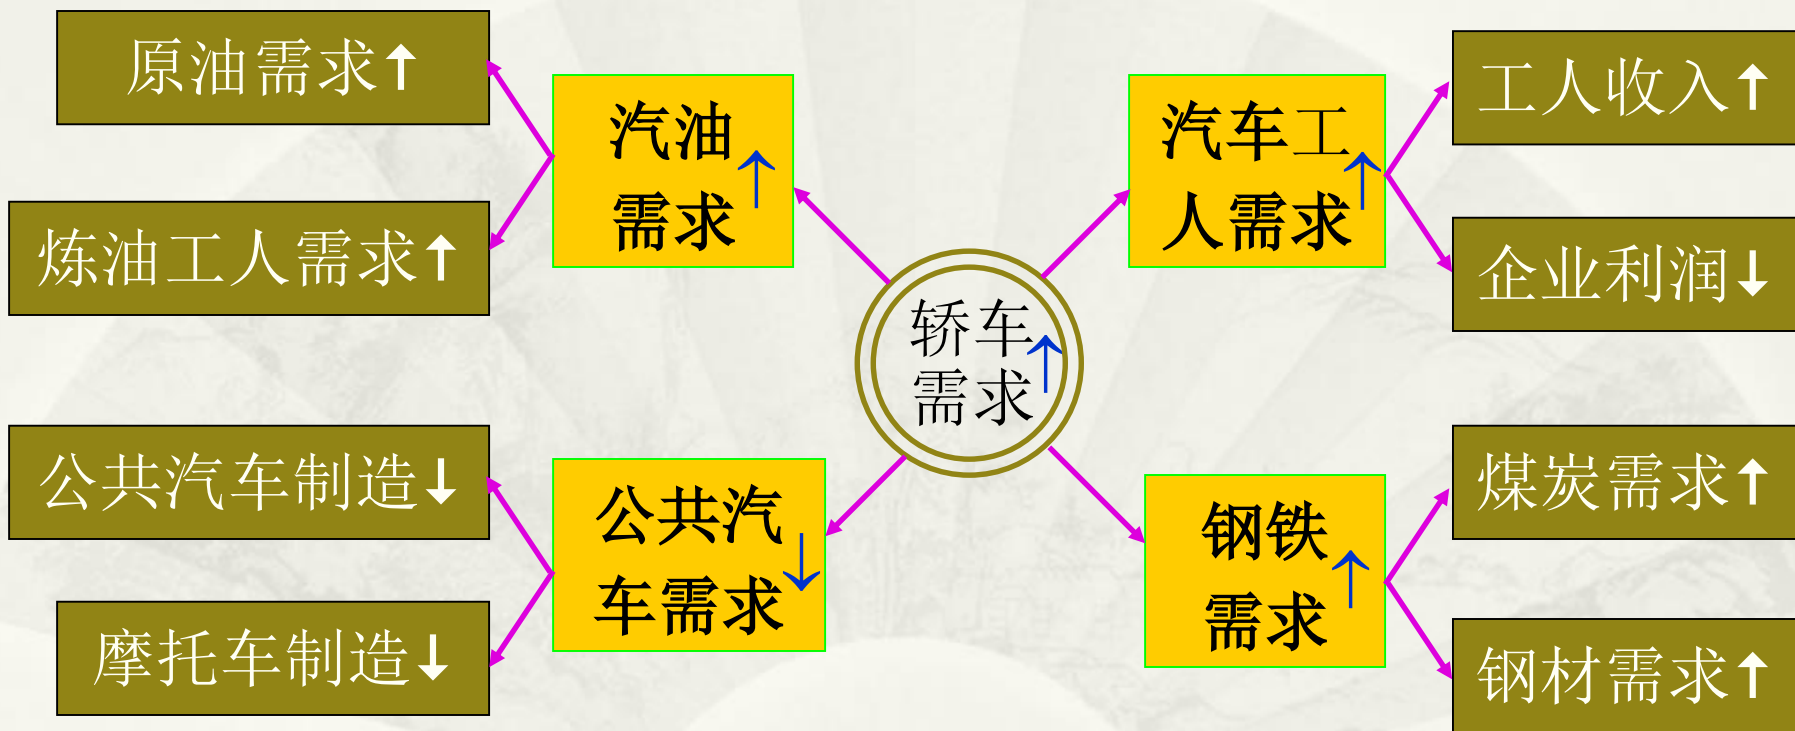 原油需求↑
炼油工人需求↑
汽油
需求↑
汽车工
人需求↑
工人收入↑
企业利润↓
轿车
需求↑
公共汽车制造↓
摩托车制造↓
公共汽
车需求↓
钢铁
需求↑
煤炭需求↑
钢材需求↑